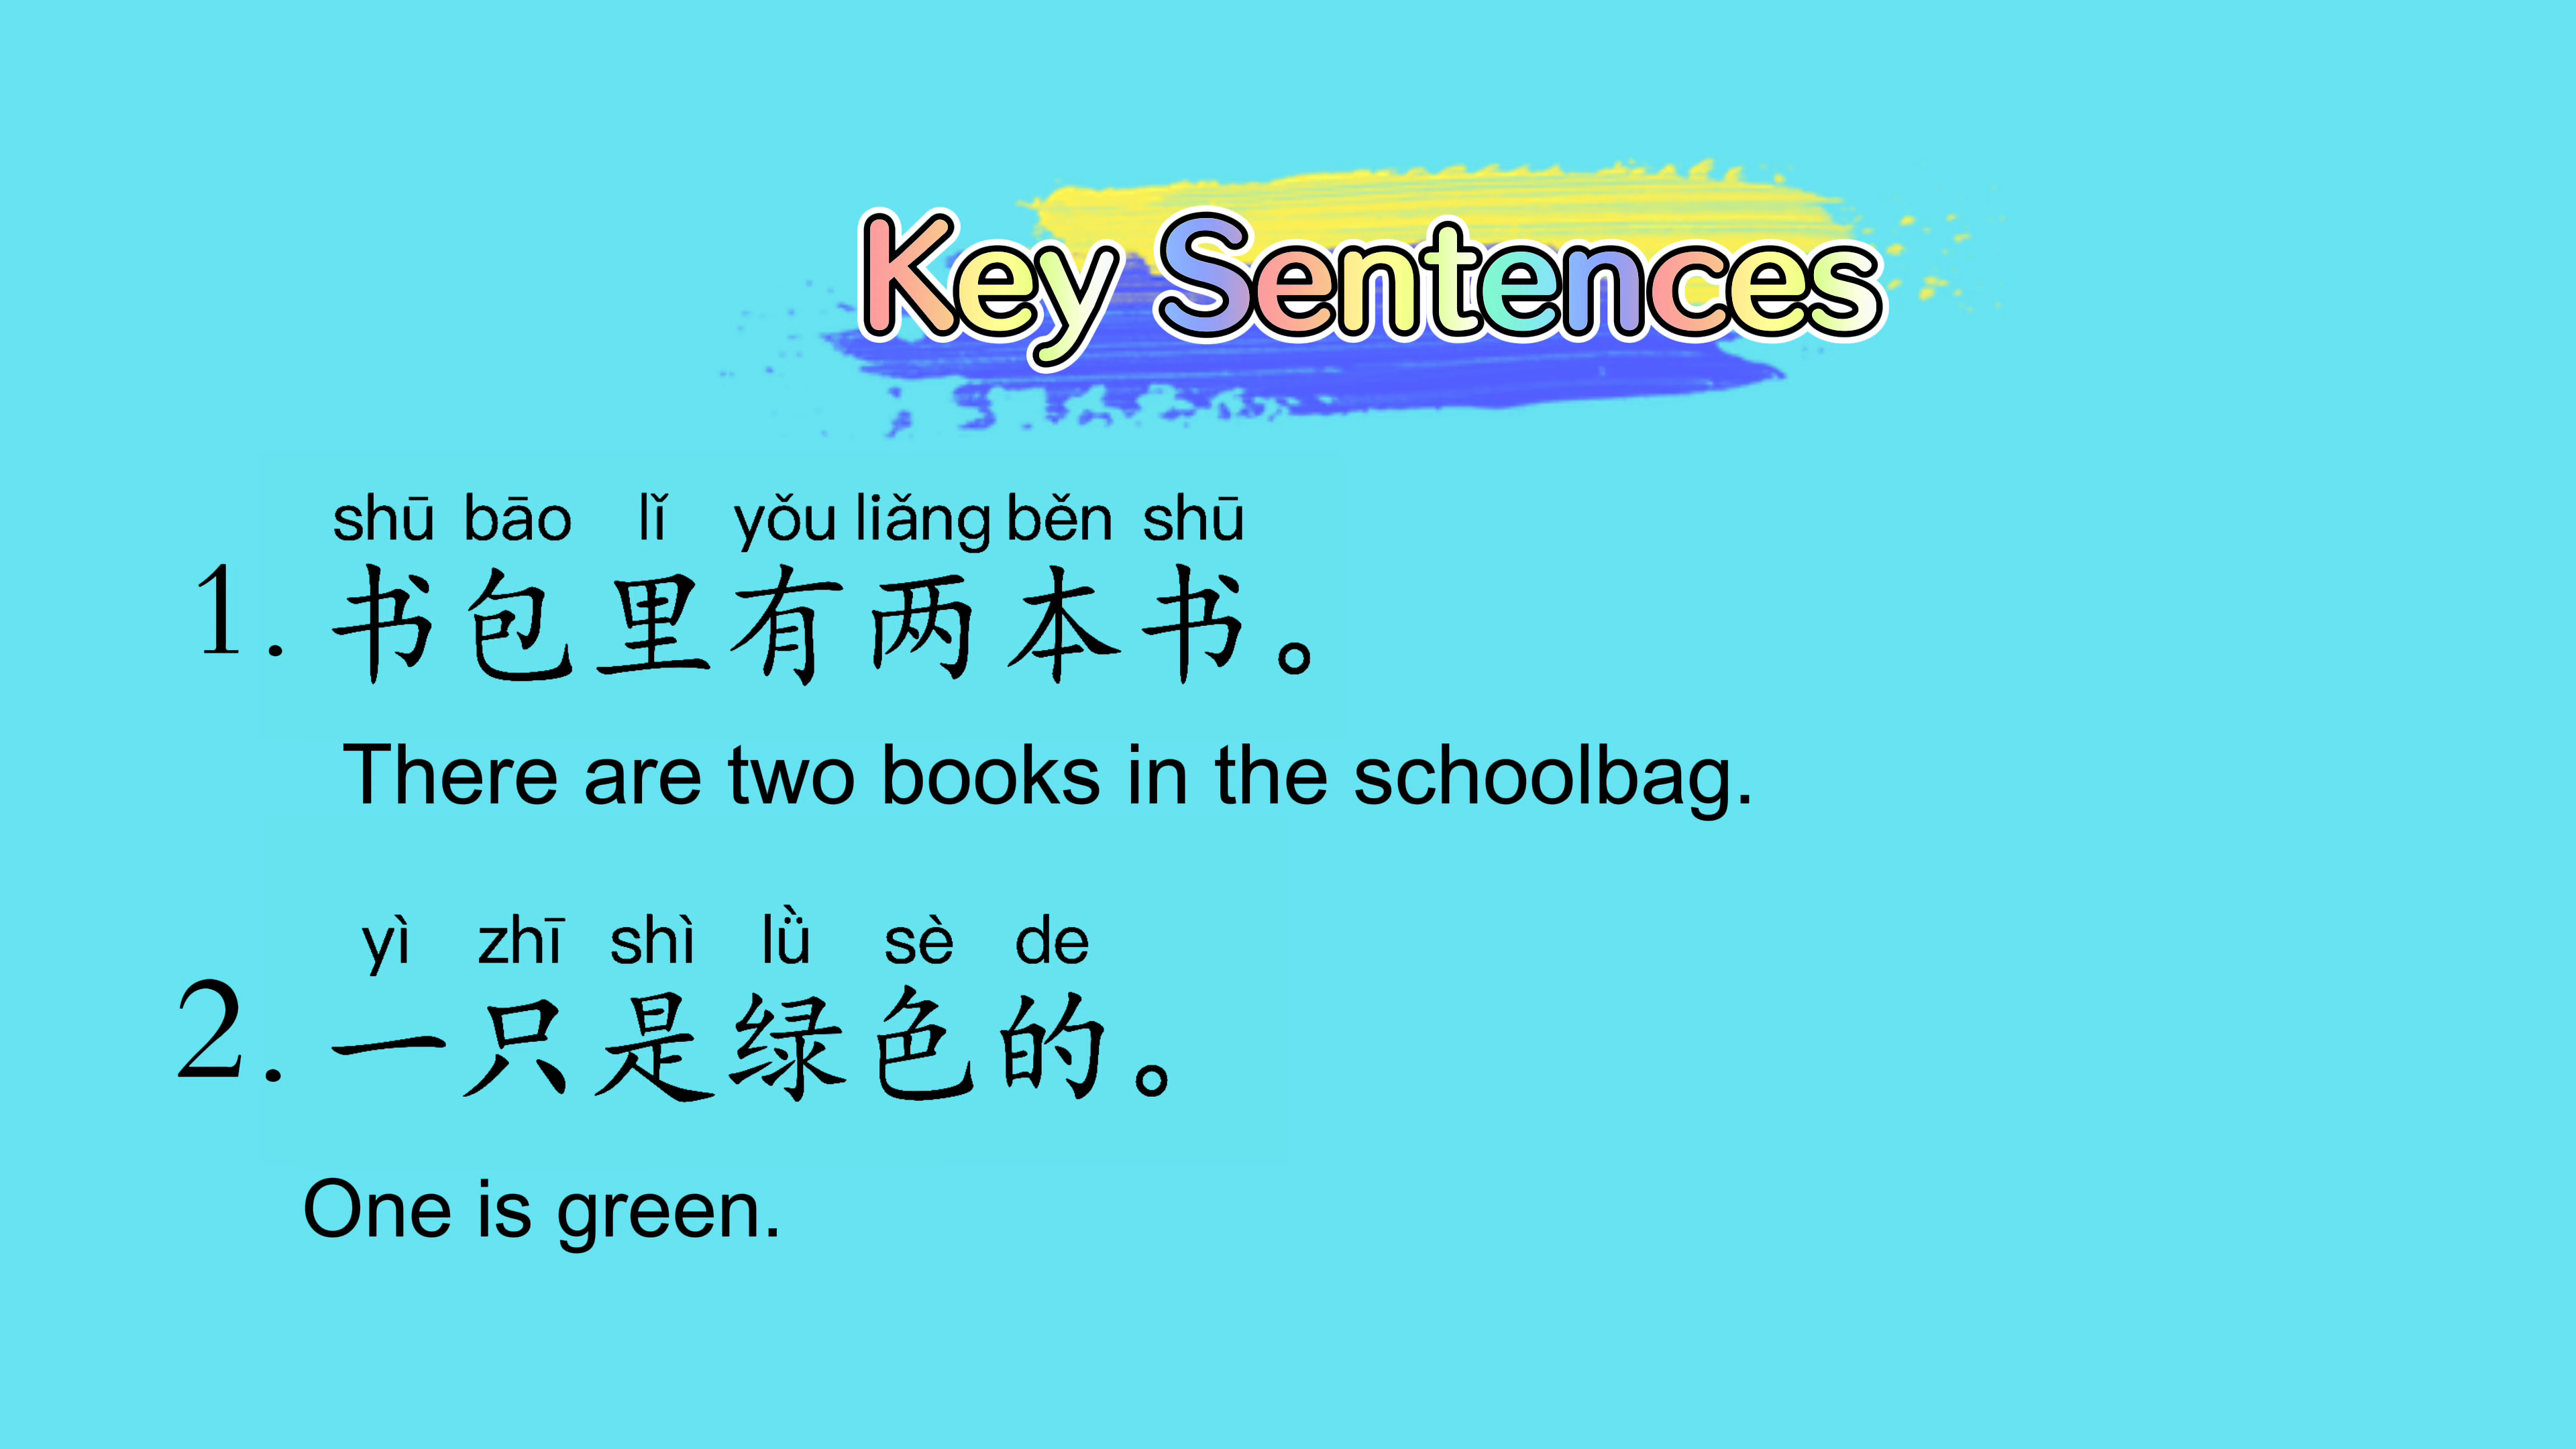 Key Sentences
shū bāo lǐ yǒu liǎng běn shū
1. 书包里有两本书。
There are two books in the schoolbag.
yì zhī shì lǜ sè de
2. 一只是绿色的。
One is green.